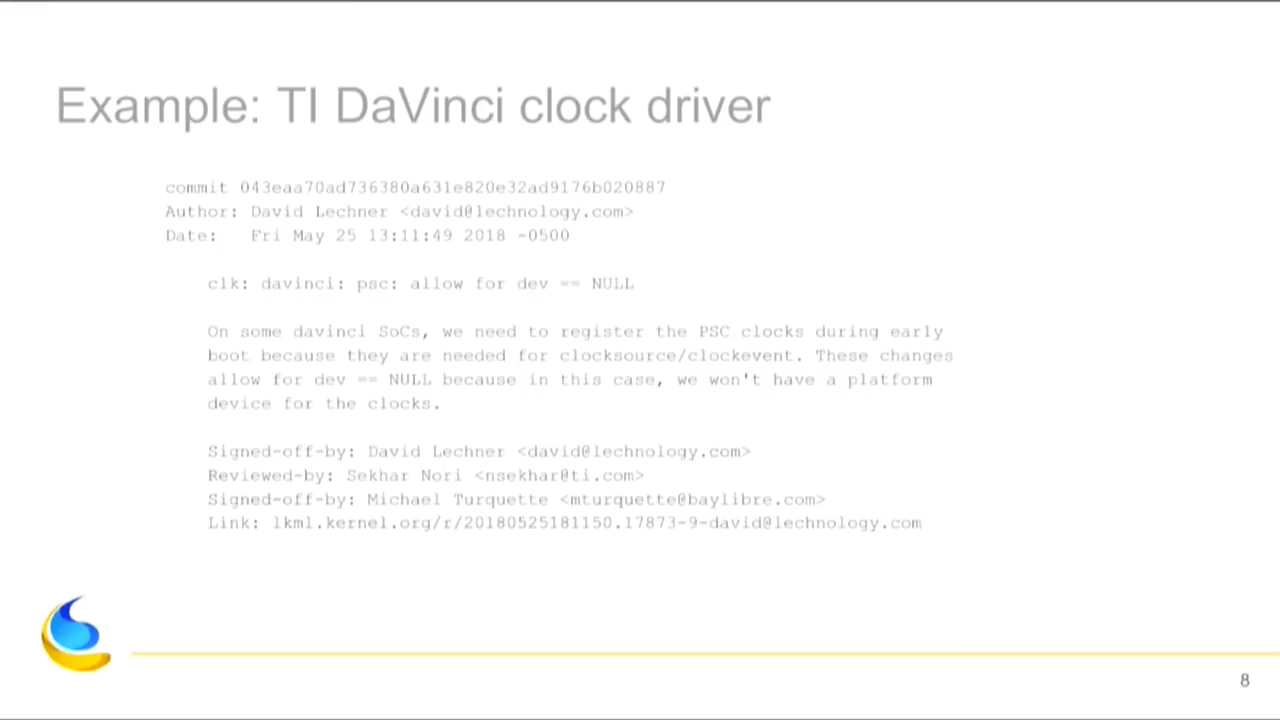 Example: TI DaVinci clock driver
commit 043eaa70ad736380a631e820e32ad9176b020887
Author: David Lechner <david@lechnology.com>
Date:   Fri May 25 13:11:49 2018 -0500
clk: davinci: psc: allow for dev == NULL
On some davinci SoCs, we need to register the PSC clocks during early
boot because they are needed for clocksource/clockevent. These changes
allow for dev == NULL because in this case, we won't have a platform
device for the clocks.
Signed-off-by: David Lechner <david@lechnology.com>
Reviewed-by: Sekhar Nori <nsekhar@ti.com>
Signed-off-by: Michael Turquette <mturquette@baylibre.com>
Link: lkml.kernel.org/r/20180525181150.17873-9-david@lechnology.com
8